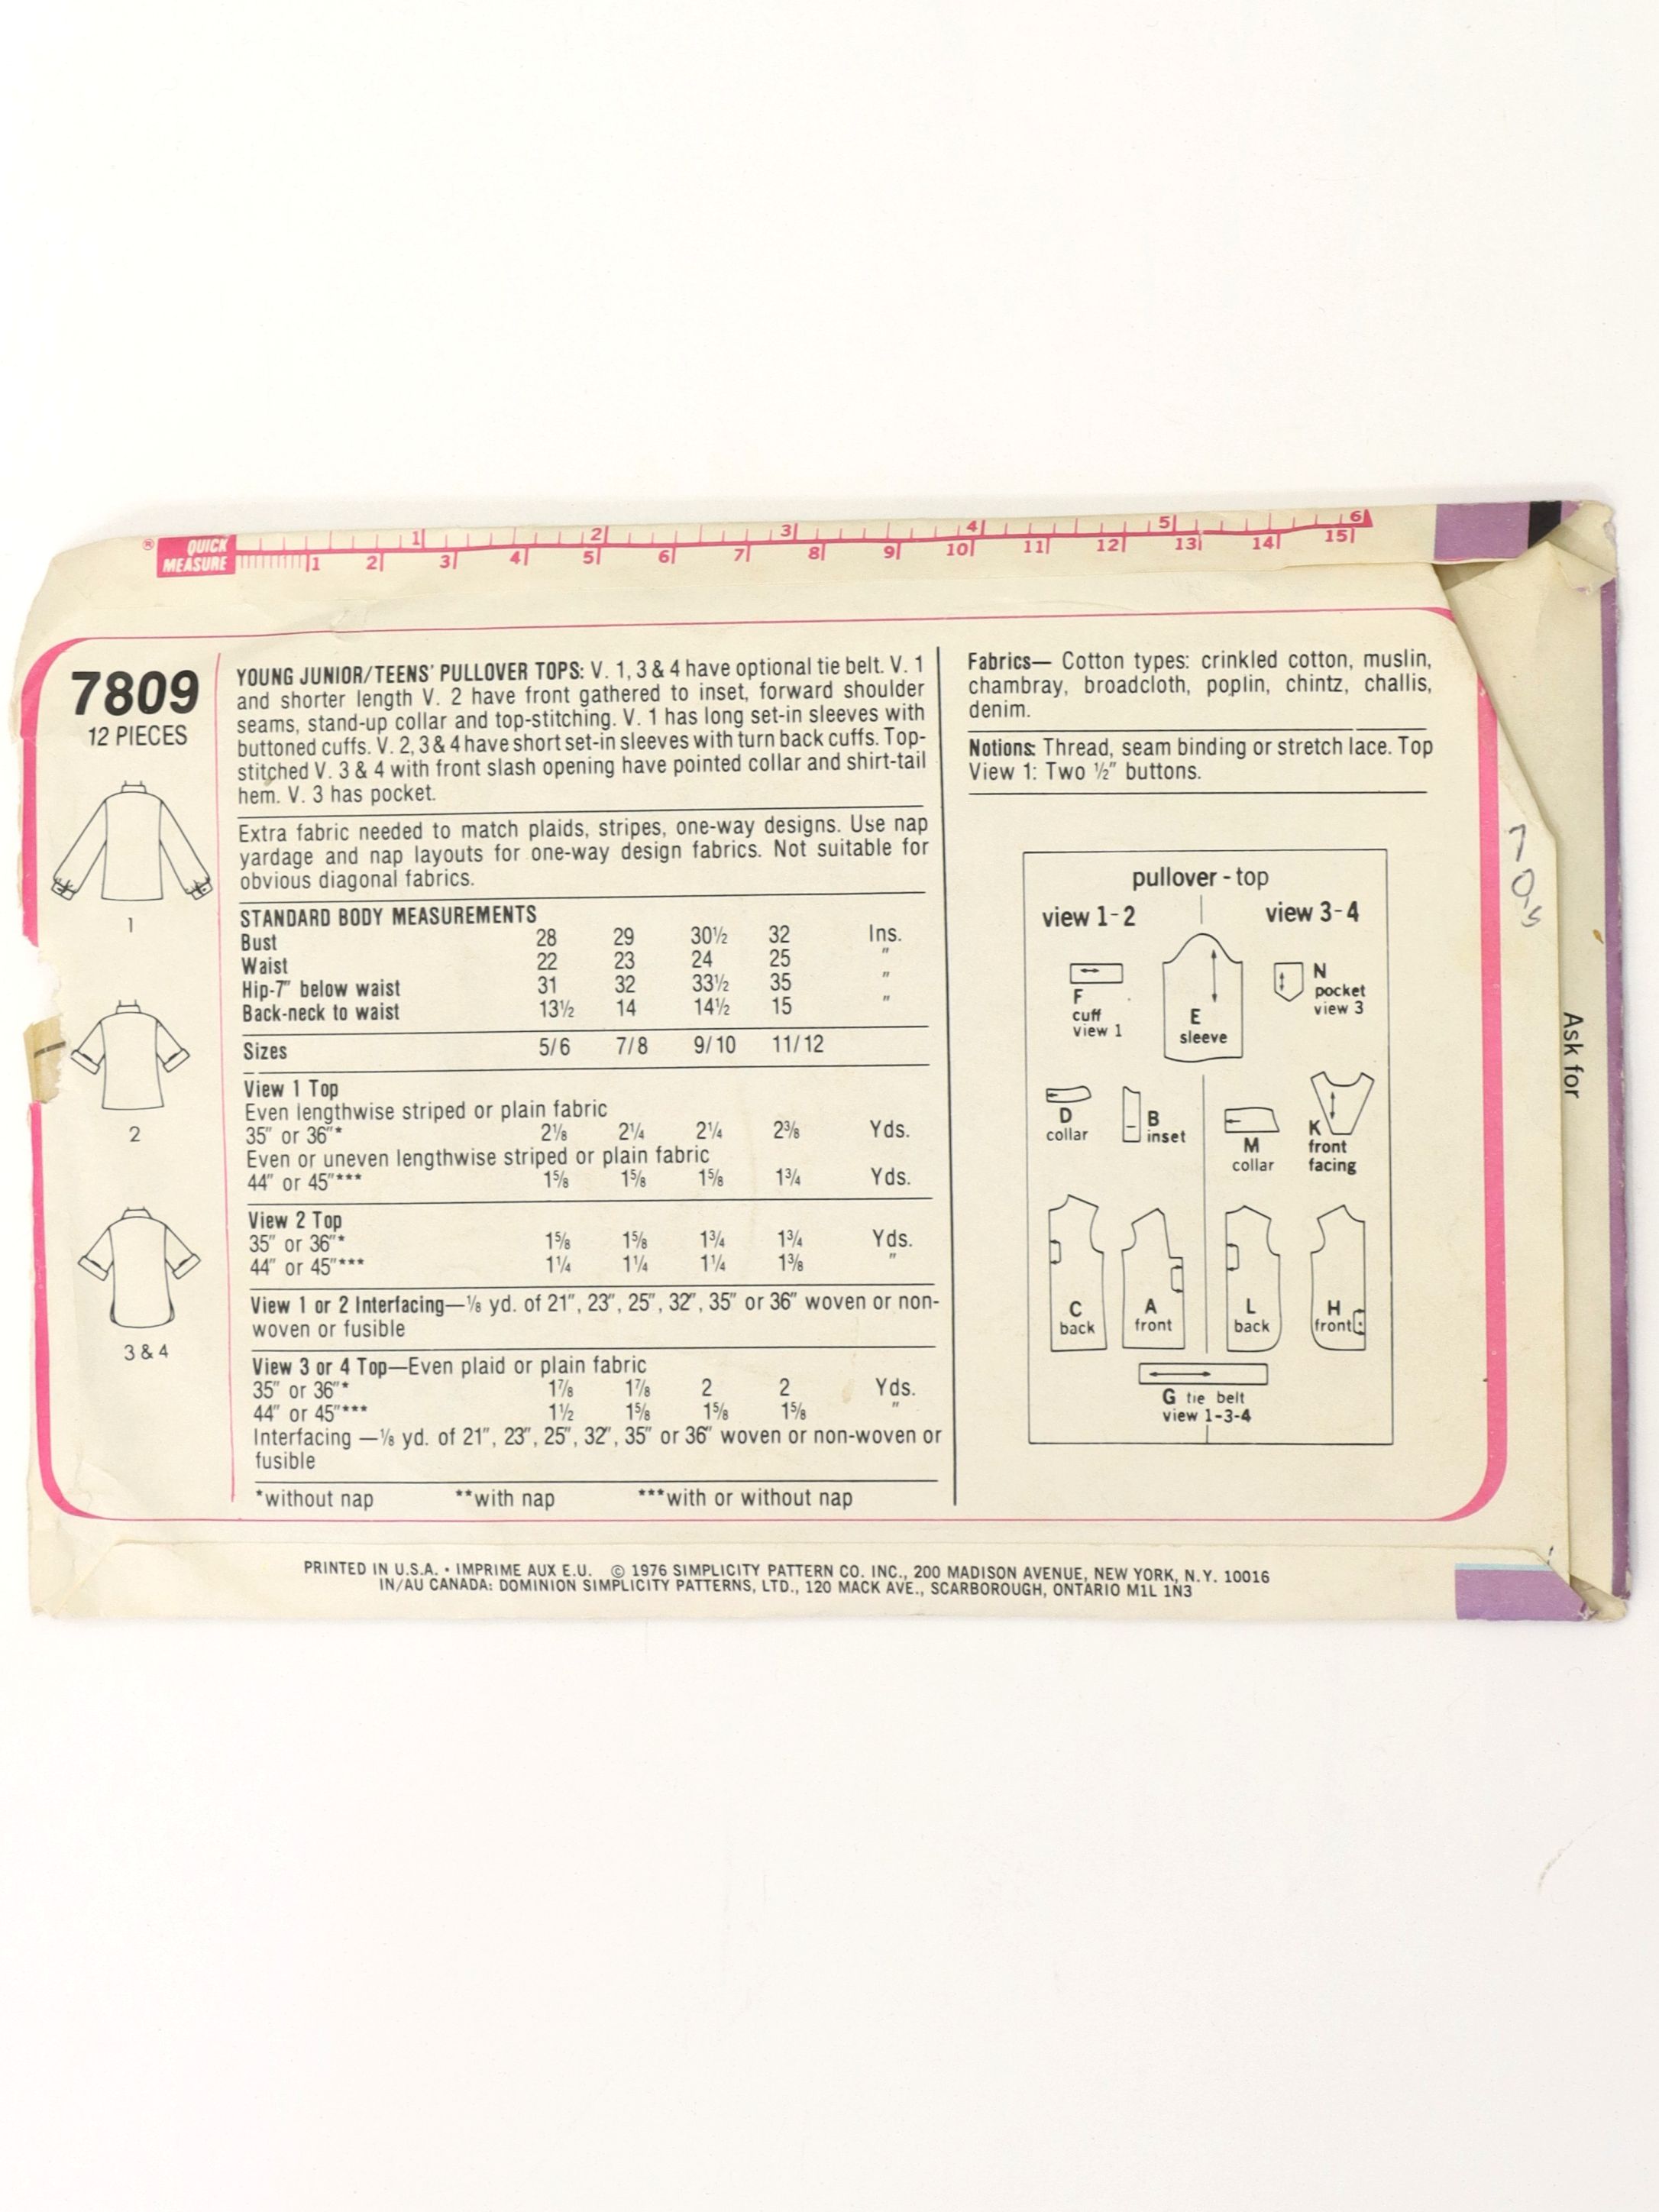 ® QUICK MEASURE
1 2 3 4 5 6
1 2 3 4 5 6 7 8 9 10 11 12 13 14 15
7809
12 PIECES
1
2
3 & 4
YOUNG JUNIOR/TEENS' PULLOVER TOPS: V. 1, 3 & 4 have optional tie belt. V. 1
and shorter length V. 2 have front gathered to inset, forward shoulder
seams, stand-up collar and top-stitching. V. 1 has long set-in sleeves with
buttoned cuffs. V. 2, 3 & 4 have short set-in sleeves with turn back cuffs. Top-
stitched V. 3 & 4 with front slash opening have pointed collar and shirt-tail
hem. V. 3 has pocket.
Extra fabric needed to match plaids, stripes, one-way designs. Use nap
yardage and nap layouts for one-way design fabrics. Not suitable for
obvious diagonal fabrics.
STANDARD BODY MEASUREMENTS
Bust 28 29 30½ 32 Ins.
Waist 22 23 24 25 "
Hip-7" below waist 31 32 33½ 35 "
Back-neck to waist 13½ 14 14½ 15 "
Sizes 5/6 7/8 9/10 11/12
View 1 Top
Even lengthwise striped or plain fabric
35" or 36"* 2⅛ 2¼ 2¼ 2⅜ Yds.
Even or uneven lengthwise striped or plain fabric
44" or 45"*** 1⅝ 1⅝ 1⅝ 1¾ Yds.
View 2 Top
35" or 36"* 1⅝ 1⅝ 1¾ 1¾ Yds.
44" or 45"*** 1¼ 1¼ 1¼ 1⅜ "
View 1 or 2 Interfacing—⅛ yd. of 21", 23", 25", 32", 35" or 36" woven or non-
woven or fusible
View 3 or 4 Top—Even plaid or plain fabric
35" or 36"* 1⅞ 1⅞ 2 2 Yds.
44" or 45"*** 1½ 1⅝ 1⅝ 1⅝ "
Interfacing —⅛ yd. of 21", 23", 25", 32", 35" or 36" woven or non-woven or
fusible
*without nap **with nap ***with or without nap
Fabrics— Cotton types: crinkled cotton, muslin,
chambray, broadcloth, poplin, chintz, challis,
denim.
Notions: Thread, seam binding or stretch lace. Top
View 1: Two ½" buttons.
pullover - top
view 1-2 view 3-4
F
cuff
view 1
E
sleeve
N
pocket
view 3
D
collar
B
inset
M
collar
K
front
facing
C
back
A
front
L
back
H
front
G tie belt
view 1-3-4
Ask for
PRINTED IN U.S.A. • IMPRIME AUX E.U. © 1976 SIMPLICITY PATTERN CO. INC., 200 MADISON AVENUE, NEW YORK, N.Y. 10016
IN/AU CANADA: DOMINION SIMPLICITY PATTERNS, LTD., 120 MACK AVE., SCARBOROUGH, ONTARIO M1L 1N3